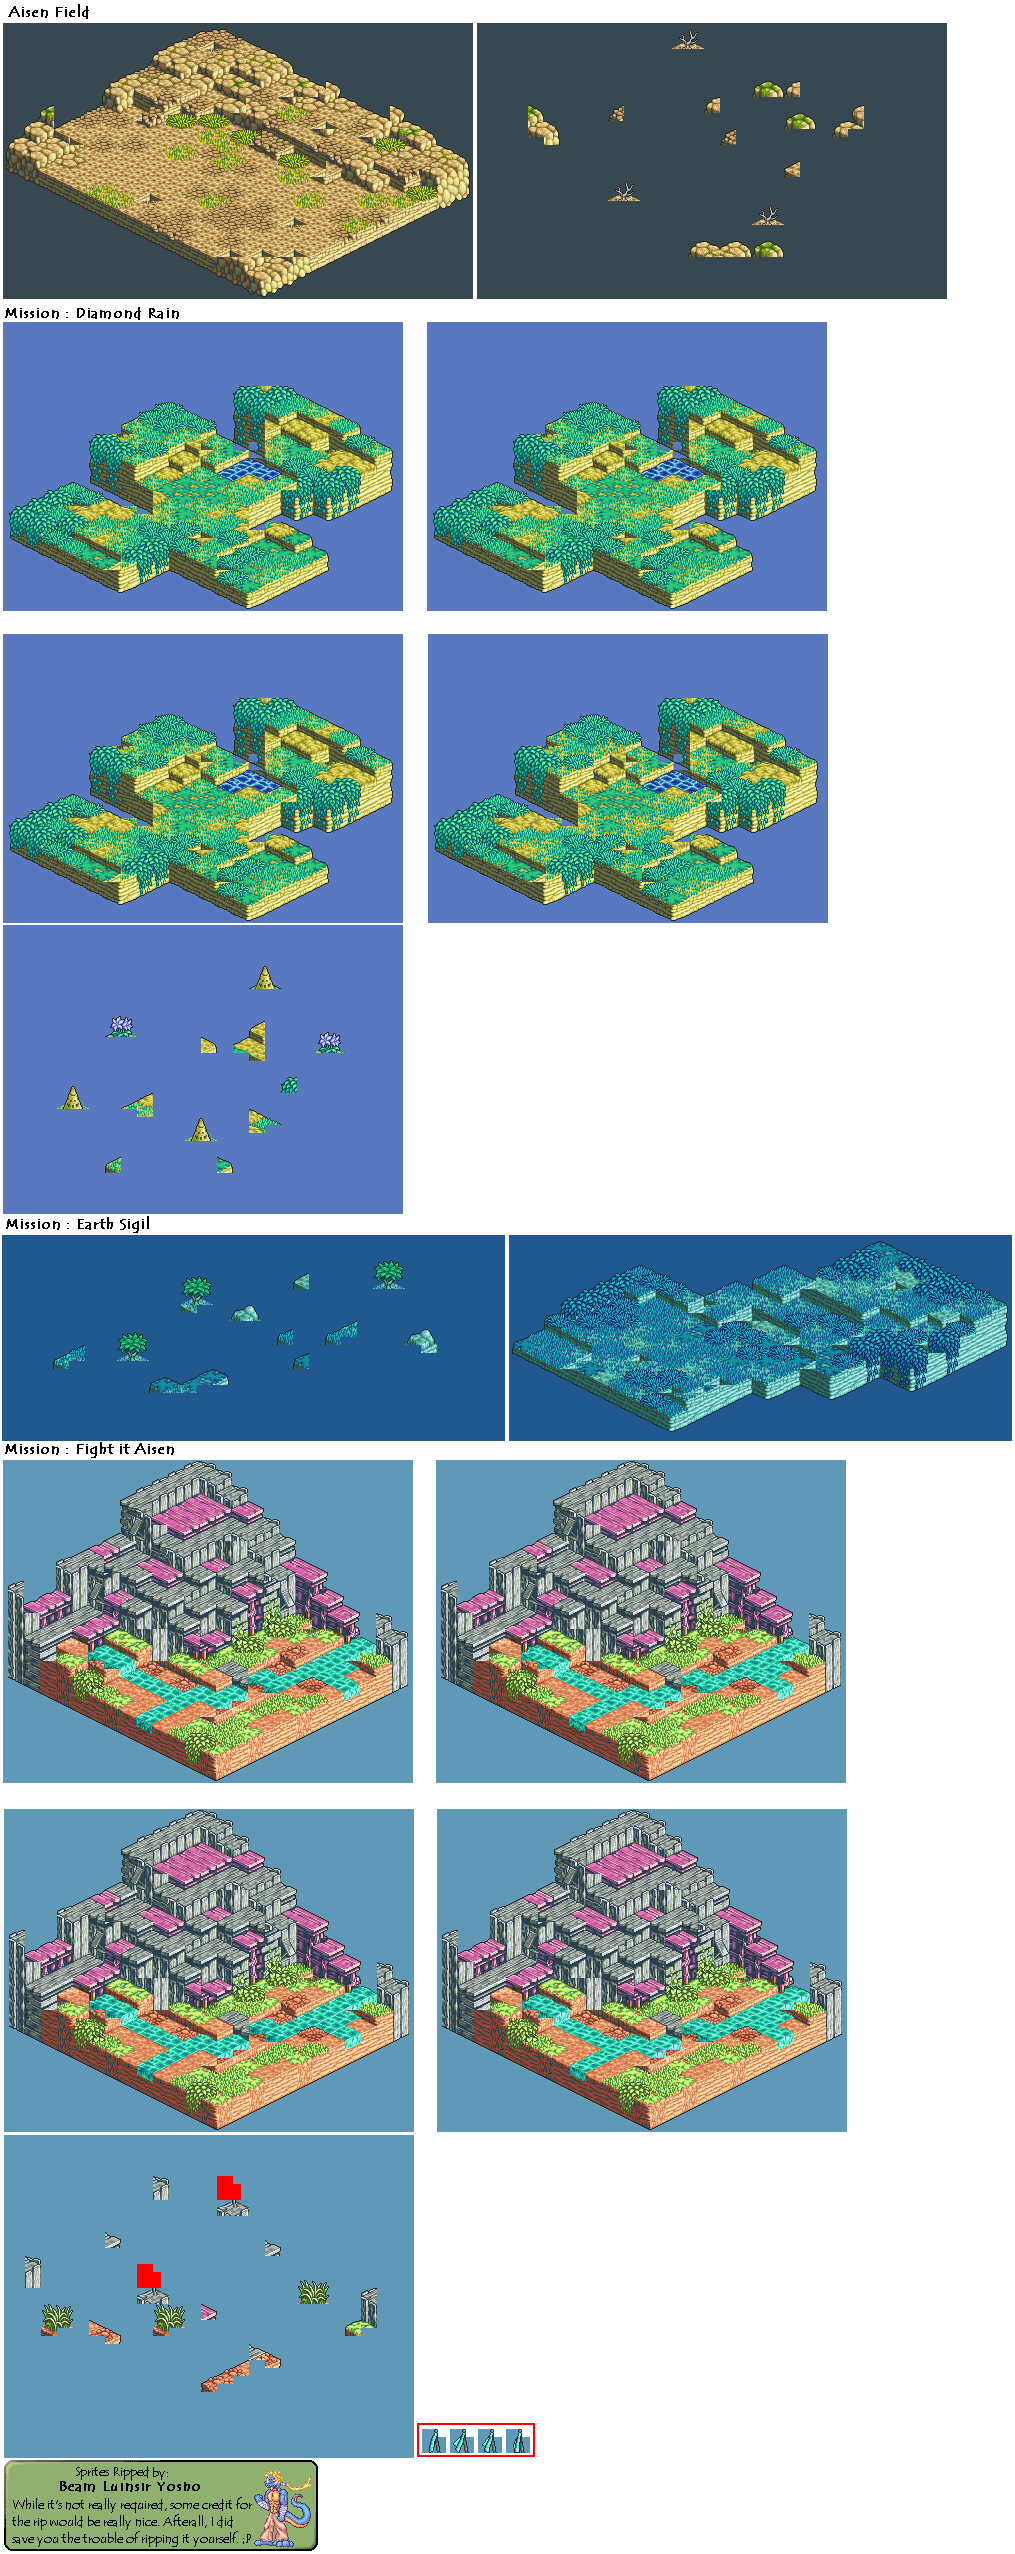 Aisen Field
Mission : Diamond Rain
Mission : Earth Sigil
Mission : Fight it Aisen
Sprites Ripped by:
Beam Luinsir Yosho
While it's not really required, some credit for
the rip would be really nice. Afterall, I did
save you the trouble of ripping it yourself. ;P